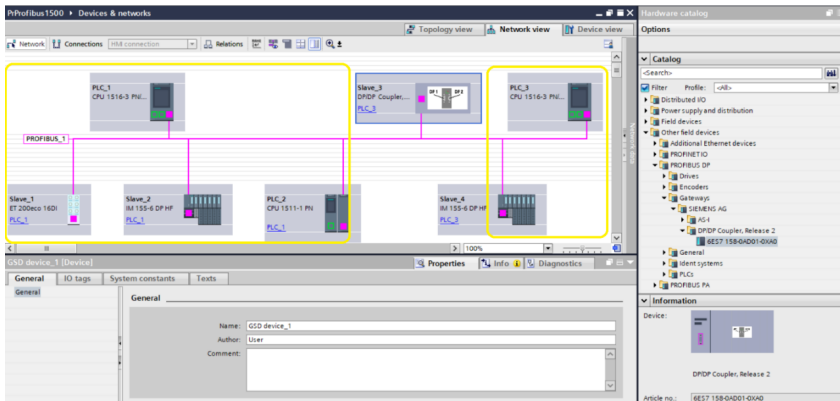 PrProfibus1500 ▸ Devices & networks
Hardware catalog
Topology view
Network view
Device view
Options
Network
Connections
HMI connection
Relations
Catalog
<Search>
Filter
Profile:
<All>
Distributed I/O
Power supply and distribution
Field devices
Other field devices
Additional Ethernet devices
PROFINET IO
PROFIBUS DP
Drives
Encoders
Gateways
SIEMENS AG
AS-I
DP/DP Coupler, Release 2
6ES7 158-0AD01-0XA0
General
Ident systems
PLCs
PROFIBUS PA
PLC_1
CPU 1516-3 PN/...
Slave_3
DP/DP Coupler,...
PLC_3
DP1
DP2
PLC_3
CPU 1516-3 PN/...
PROFIBUS_1
Slave_1
ET 200eco 16DI
PLC_1
Slave_2
IM 155-6 DP HF
PLC_1
PLC_2
CPU 1511-1 PN
PLC_1
Slave_4
IM 155-6 DP HF
PLC_3
Network data
100%
GSD device_1 [Device]
Properties
Info
Diagnostics
General
IO tags
System constants
Texts
General
General
Name:
GSD device_1
Author:
User
Comment:
Information
Device:
DP/DP Coupler, Release 2
Article no.:
6ES7 158-0AD01-0XA0